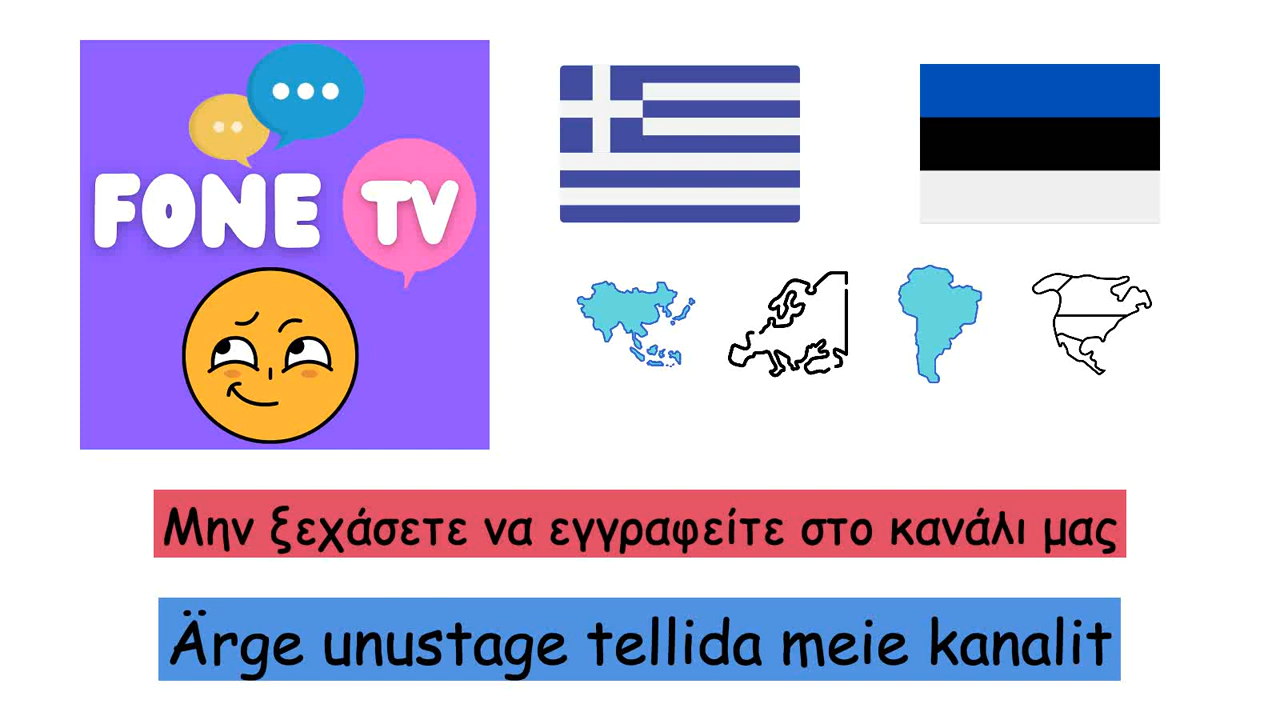 FONE TV
Μην ξεχάσετε να εγγραφείτε στο κανάλι μας
Ärge unustage tellida meie kanalit